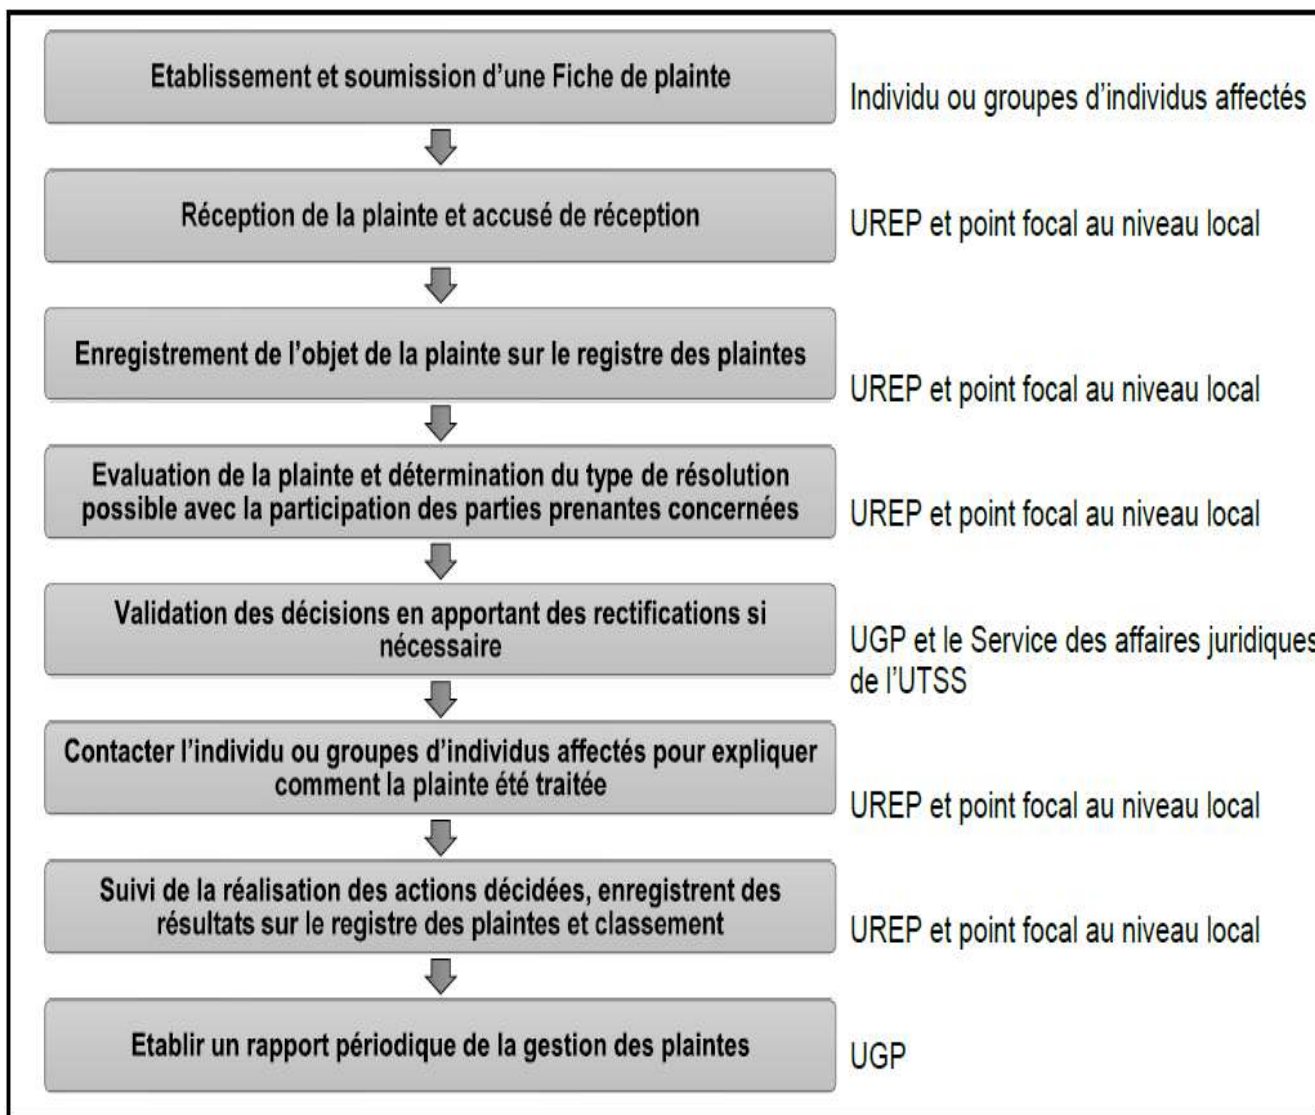 Etablissement et soumission d'une Fiche de plainte
Individu ou groupes d'individus affectés
Réception de la plainte et accusé de réception
UREP et point focal au niveau local
Enregistrement de l'objet de la plainte sur le registre des plaintes
UREP et point focal au niveau local
Evaluation de la plainte et détermination du type de résolution
possible avec la participation des parties prenantes concernées
UREP et point focal au niveau local
Validation des décisions en apportant des rectifications si
nécessaire
UGP et le Service des affaires juridiques
de l'UTSS
Contacter l'individu ou groupes d'individus affectés pour expliquer
comment la plainte été traitée
UREP et point focal au niveau local
Suivi de la réalisation des actions décidées, enregistrent des
résultats sur le registre des plaintes et classement
UREP et point focal au niveau local
Etablir un rapport périodique de la gestion des plaintes
UGP